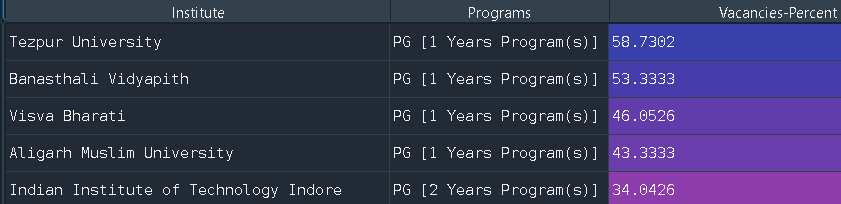 Institute Programs Vacancies-Percent
Tezpur University PG [1 Years Program(s)] 58.7302
Banasthali Vidyapith PG [1 Years Program(s)] 53.3333
Visva Bharati PG [1 Years Program(s)] 46.0526
Aligarh Muslim University PG [1 Years Program(s)] 43.3333
Indian Institute of Technology Indore PG [2 Years Program(s)] 34.0426